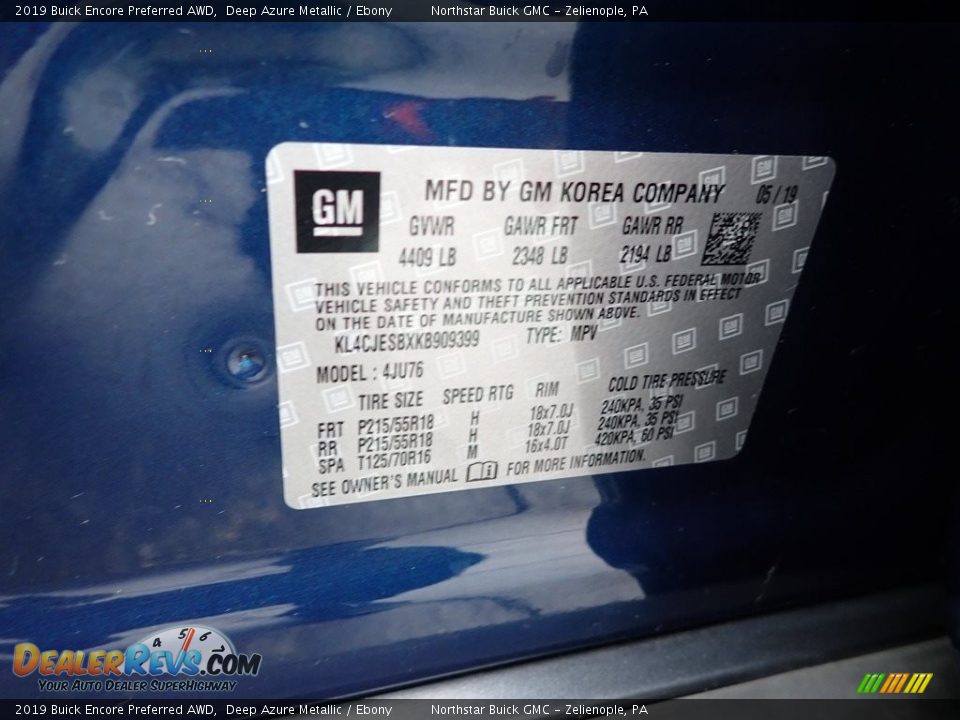 2019 Buick Encore Preferred AWD,  Deep Azure Metallic / Ebony        Northstar Buick GMC - Zelienople, PA
GM
MFD BY GM KOREA COMPANY    05 / 19
GVWR    GAWR FRT    GAWR RR
4409 LB    2348 LB    2194 LB
THIS VEHICLE CONFORMS TO ALL APPLICABLE U.S. FEDERAL MOTOR
VEHICLE SAFETY AND THEFT PREVENTION STANDARDS IN EFFECT
ON THE DATE OF MANUFACTURE SHOWN ABOVE.
KL4CJESBXKB909399    TYPE: MPV
MODEL : 4JU76
TIRE SIZE    SPEED RTG    RIM    COLD TIRE PRESSURE
FRT P215/55R18    H    18x7.0J    240KPA, 35 PSI
RR P215/55R18    H    18x7.0J    240KPA, 35 PSI
SPA T125/70R16    M    16x4.0T    420KPA, 60 PSI
SEE OWNER'S MANUAL    FOR MORE INFORMATION.
4 5 6 7
DEALERREVS.COM
YOUR AUTO DEALER SUPERHIGHWAY
2019 Buick Encore Preferred AWD,  Deep Azure Metallic / Ebony        Northstar Buick GMC - Zelienople, PA